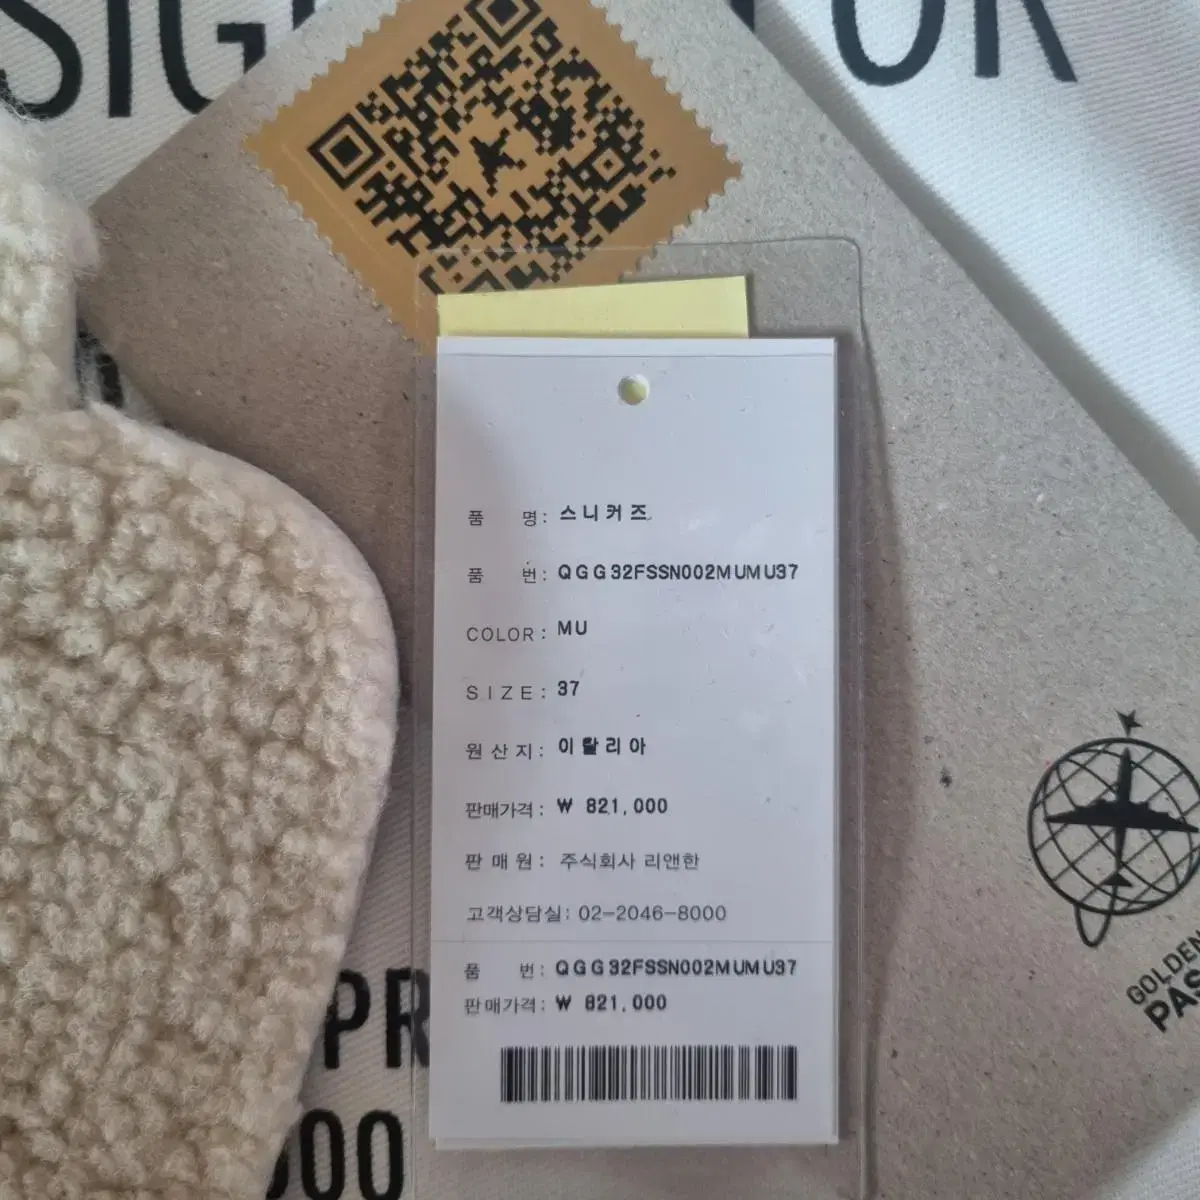 품 명: 스니커즈
품 번: QGG32FSSN002MUMU37
COLOR: MU
SIZE: 37
원산지: 이탈리아
판매가격: ₩ 821,000
판매원: 주식회사 리앤한
고객상담실: 02-2046-8000
품 번: QGG32FSSN002MUMU37
판매가격: ₩ 821,000
GOLDEN
PAS
PR